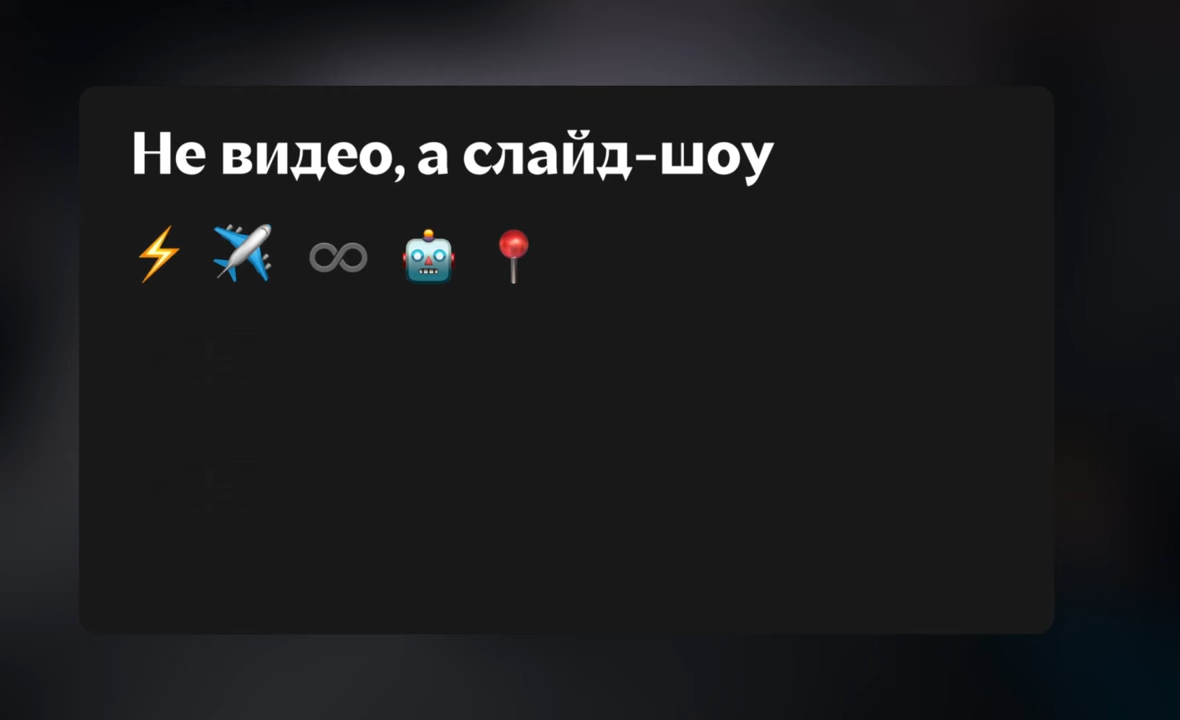 Не видео, а слайд-шоу
⚡ ✈️ ♾ 🤖 📍